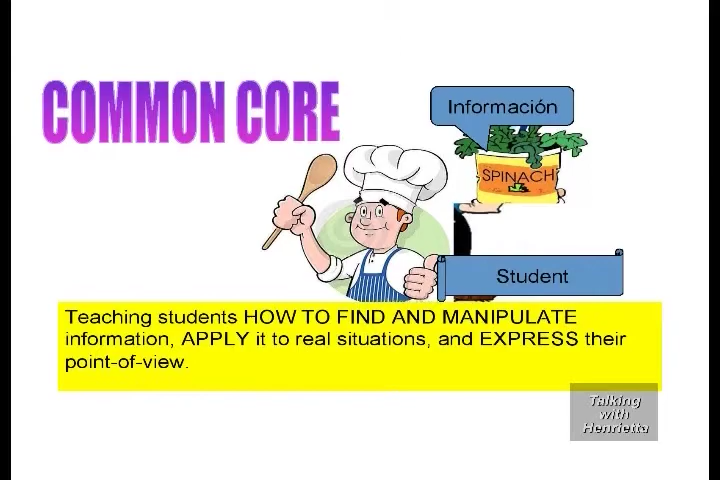 COMMON CORE
Información
SPINACH
Student
Teaching students HOW TO FIND AND MANIPULATE
information, APPLY it to real situations, and EXPRESS their
point-of-view.
Talking
with
Henrietta